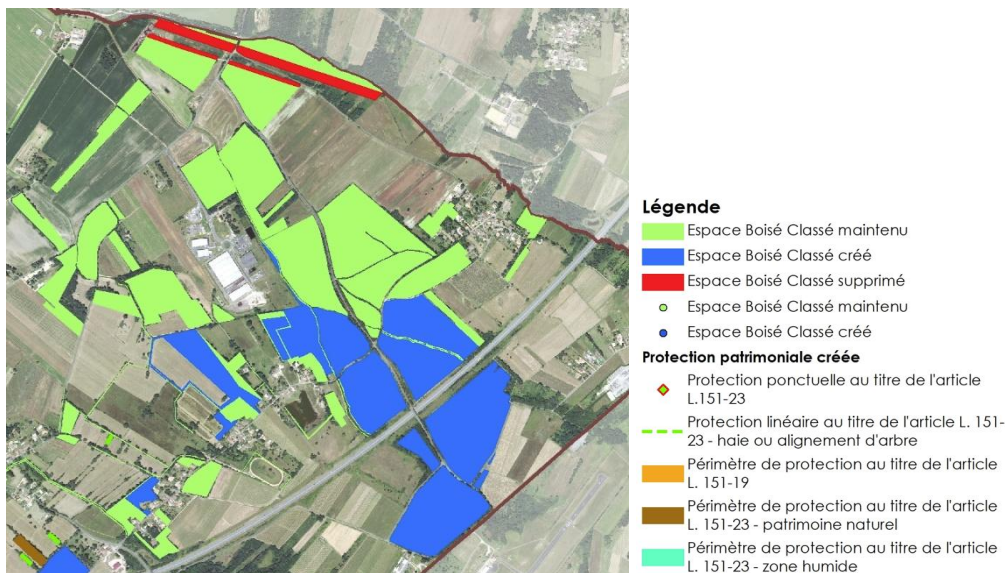 Légende
Espace Boisé Classé maintenu
Espace Boisé Classé créé
Espace Boisé Classé supprimé
Espace Boisé Classé maintenu
Espace Boisé Classé créé
Protection patrimoniale créée
Protection ponctuelle au titre de l'article
L.151-23
Protection linéaire au titre de l'article L. 151-
23 - haie ou alignement d'arbre
Périmètre de protection au titre de l'article
L. 151-19
Périmètre de protection au titre de l'article
L. 151-23 - patrimoine naturel
Périmètre de protection au titre de l'article
L. 151-23 - zone humide